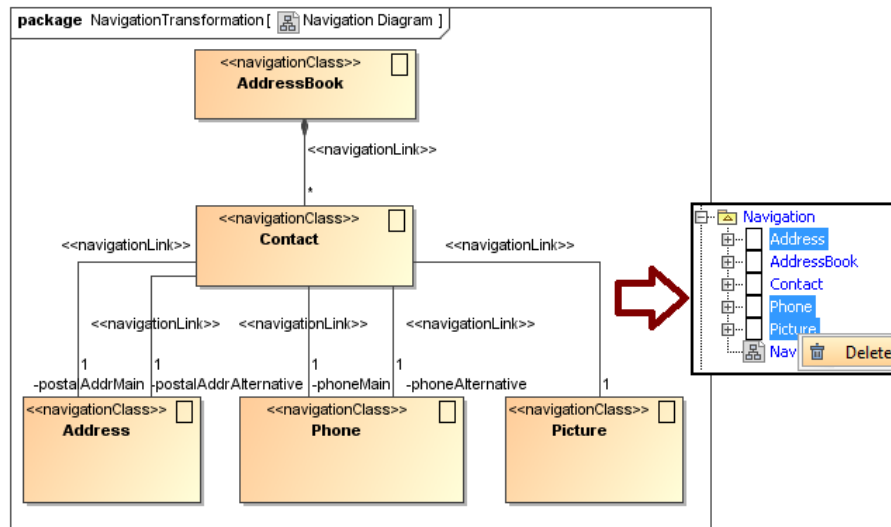 package NavigationTransformation [ Navigation Diagram ]
<<navigationClass>>
AddressBook
<<navigationLink>>
*
<<navigationClass>>
Contact
<<navigationLink>>
<<navigationLink>>
<<navigationLink>>
<<navigationLink>>
<<navigationLink>>
1
1
1
1
-postalAddrMain
-postalAddrAlternative
-phoneMain
-phoneAlternative
1
<<navigationClass>>
Address
<<navigationClass>>
Phone
<<navigationClass>>
Picture
Navigation
Address
AddressBook
Contact
Phone
Picture
Nav
Delete